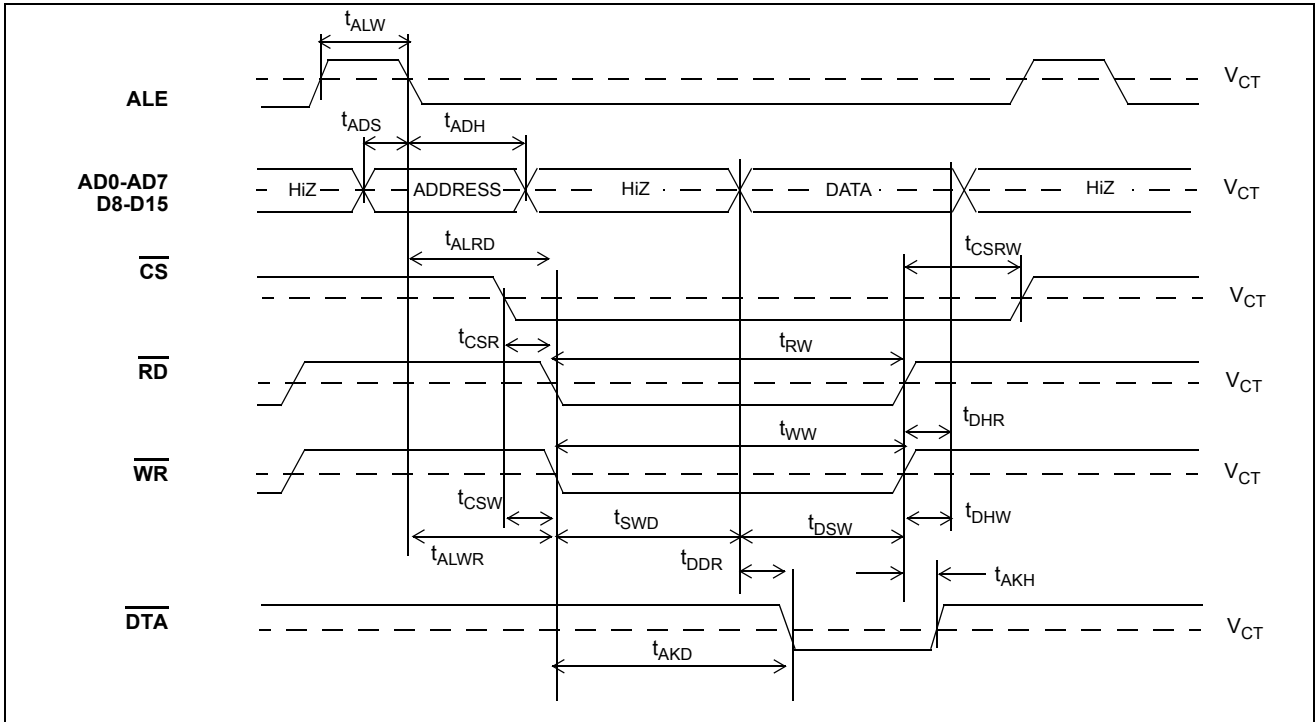 tALW
ALE
VCT
tADS
tADH
AD0-AD7
D8-D15
HiZ
ADDRESS
HiZ
DATA
HiZ
VCT
tALRD
tCSRW
CS
VCT
tCSR
tRW
RD
VCT
tWW
tDHR
WR
VCT
tCSW
tSWD
tDSW
tDHW
tALWR
tDDR
tAKH
DTA
VCT
tAKD